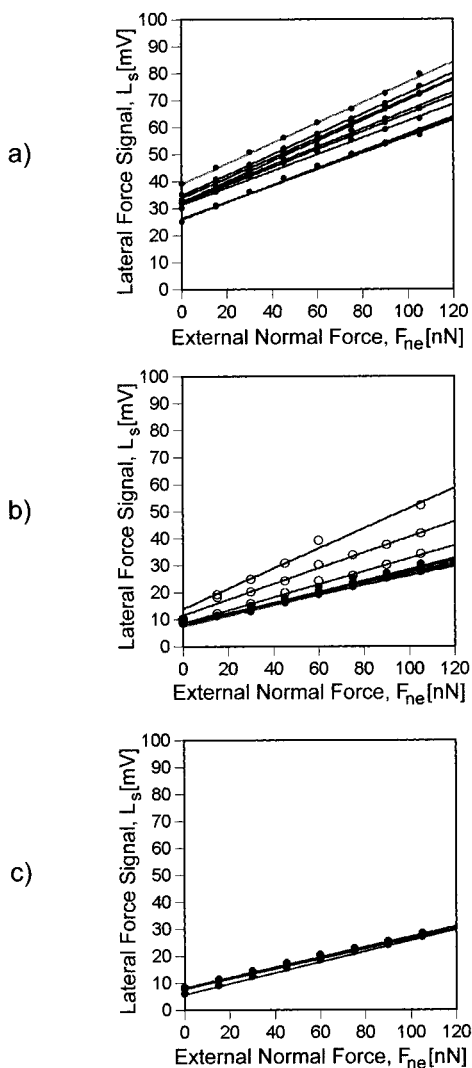 a)
Lateral Force Signal, Ls[mV]
100
90
80
70
60
50
40
30
20
10
0
0 20 40 60 80 100 120
External Normal Force, Fne[nN]
b)
Lateral Force Signal, Ls[mV]
100
90
80
70
60
50
40
30
20
10
0
0 20 40 60 80 100 120
External Normal Force, Fne[nN]
c)
Lateral Force Signal, Ls[mV]
100
90
80
70
60
50
40
30
20
10
0
0 20 40 60 80 100 120
External Normal Force, Fne[nN]